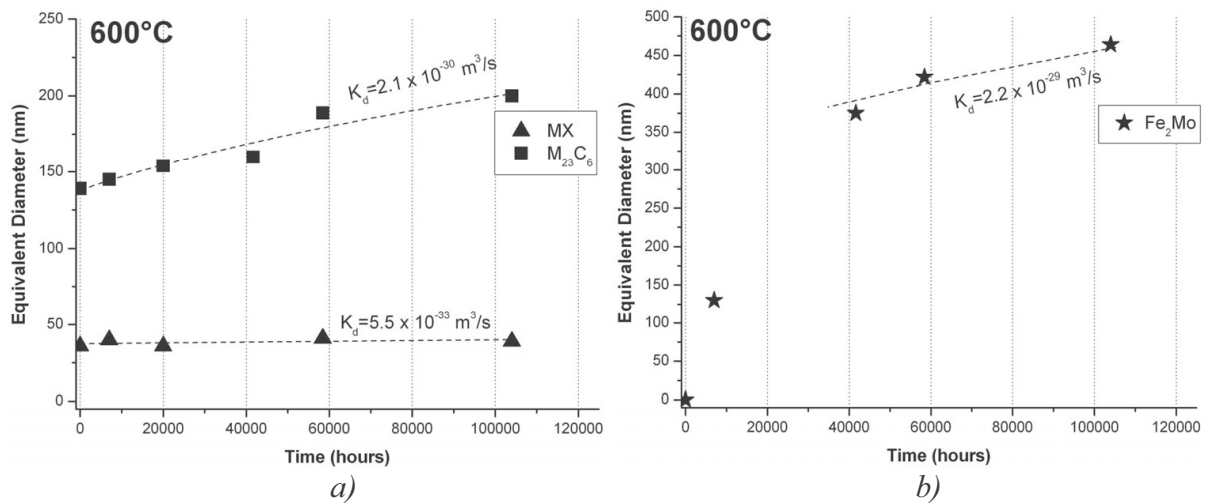 600°C
Equivalent Diameter (nm)
250
200
150
100
50
0
K_d=2.1 x 10^-30 m^3/s
K_d=5.5 x 10^-33 m^3/s
MX
M_23C_6
0 20000 40000 60000 80000 100000 120000
Time (hours)
a)
600°C
Equivalent Diameter (nm)
500
450
400
350
300
250
200
150
100
50
0
K_d=2.2 x 10^-29 m^3/s
Fe_2Mo
0 20000 40000 60000 80000 100000 120000
Time (hours)
b)